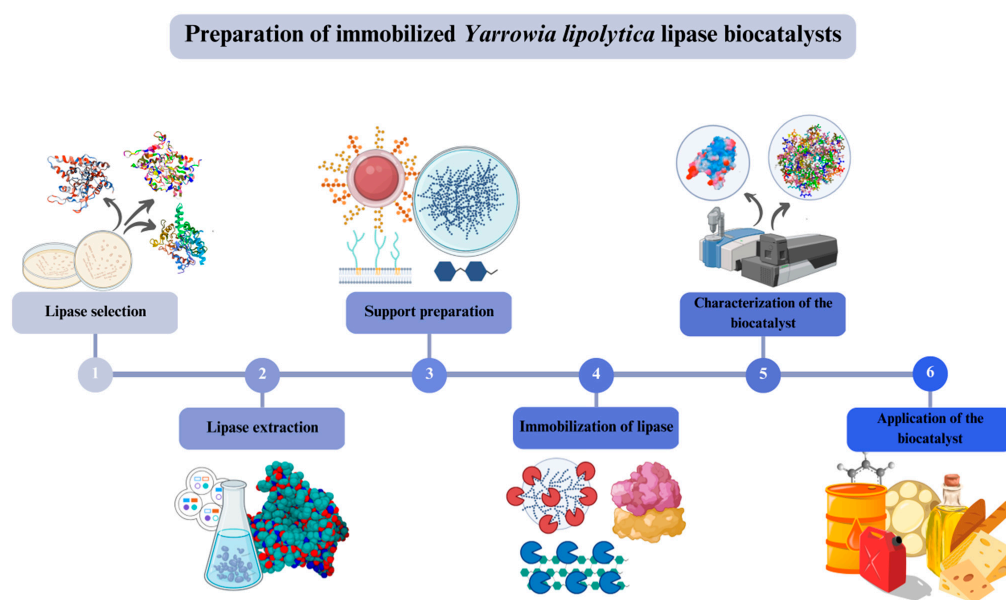 Preparation of immobilized Yarrowia lipolytica lipase biocatalysts
Lipase selection
Support preparation
Characterization of the
biocatalyst
1
2
3
4
5
6
Lipase extraction
Immobilization of lipase
Application of the
biocatalyst